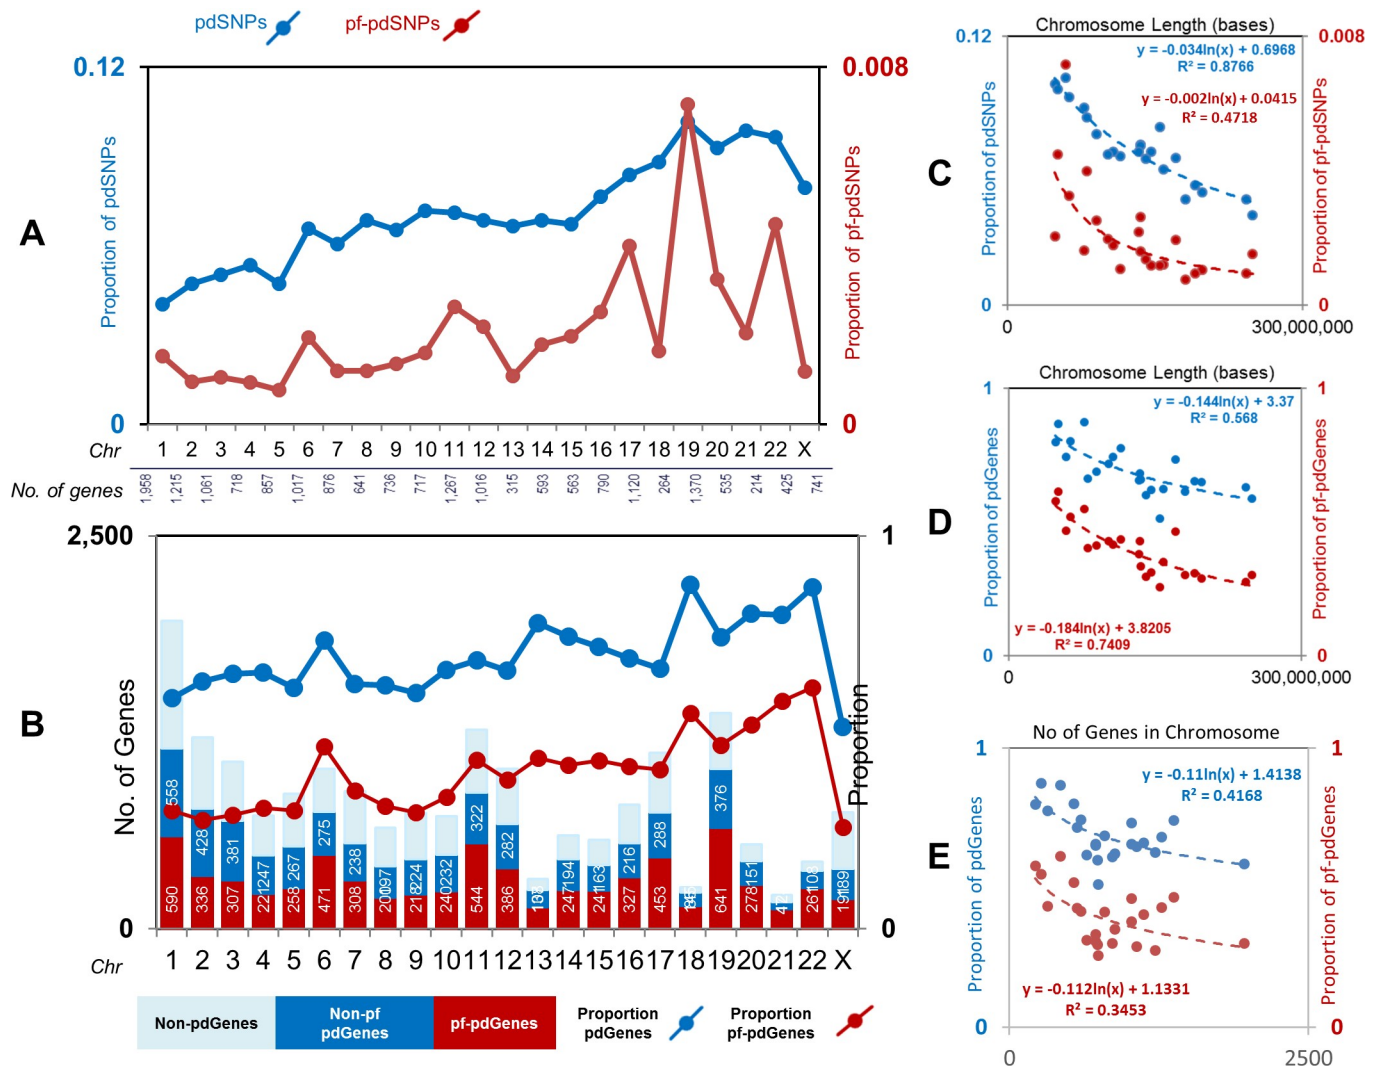 pdSNPs
pf-pdSNPs
A
0.12
0.008
Proportion of pdSNPs
Proportion of pf-pdSNPs
0
0
Chr 1 2 3 4 5 6 7 8 9 10 11 12 13 14 15 16 17 18 19 20 21 22 X
No. of genes 1,958 1,215 1,061 718 857 1,017 876 641 736 717 1,267 1,016 315 593 563 790 1,120 264 1,370 535 214 425 741
B
2,500
1
No. of Genes
Proportion
558 428 381 247 267 275 238 197 224 232 322 282 194 163 216 288 376 151 108 189
590 336 307 221 258 471 308 200 218 240 544 386 247 241 327 453 641 278 261 191
0
0
Chr 1 2 3 4 5 6 7 8 9 10 11 12 13 14 15 16 17 18 19 20 21 22 X
Non-pdGenes
Non-pf
pdGenes
pf-pdGenes
Proportion
pdGenes
Proportion
pf-pdGenes
C
Chromosome Length (bases)
0.12
0.008
y = -0.034ln(x) + 0.6968
R² = 0.8766
y = -0.002ln(x) + 0.0415
R² = 0.4718
Proportion of pdSNPs
Proportion of pf-pdSNPs
0
0
0
300,000,000
D
Chromosome Length (bases)
1
1
y = -0.144ln(x) + 3.37
R² = 0.568
Proportion of pdGenes
Proportion of pf-pdGenes
y = -0.184ln(x) + 3.8205
R² = 0.7409
0
0
0
300,000,000
E
No of Genes in Chromosome
1
1
y = -0.11ln(x) + 1.4138
R² = 0.4168
Proportion of pdGenes
Proportion of pf-pdGenes
y = -0.112ln(x) + 1.1331
R² = 0.3453
0
0
0
2500